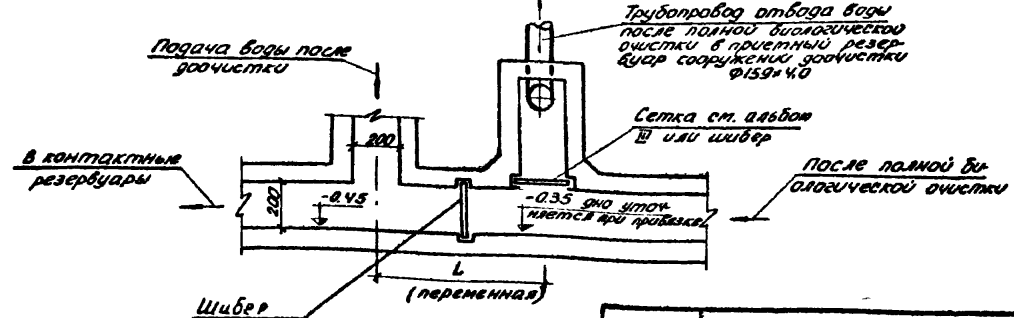 Трубопровод отвода воды
после полной биологической
очистки в приемный резер-
вуар сооружений доочистки
Ф159×4.0
Подача воды после
доочистки
Сетка см. альбом
III или шибер
200
В контактные
резервуары
После полной би-
ологической очистки
200
-0.45
-0.35 дно уточ-
няется при привязке
L
(переменная)
Шибер